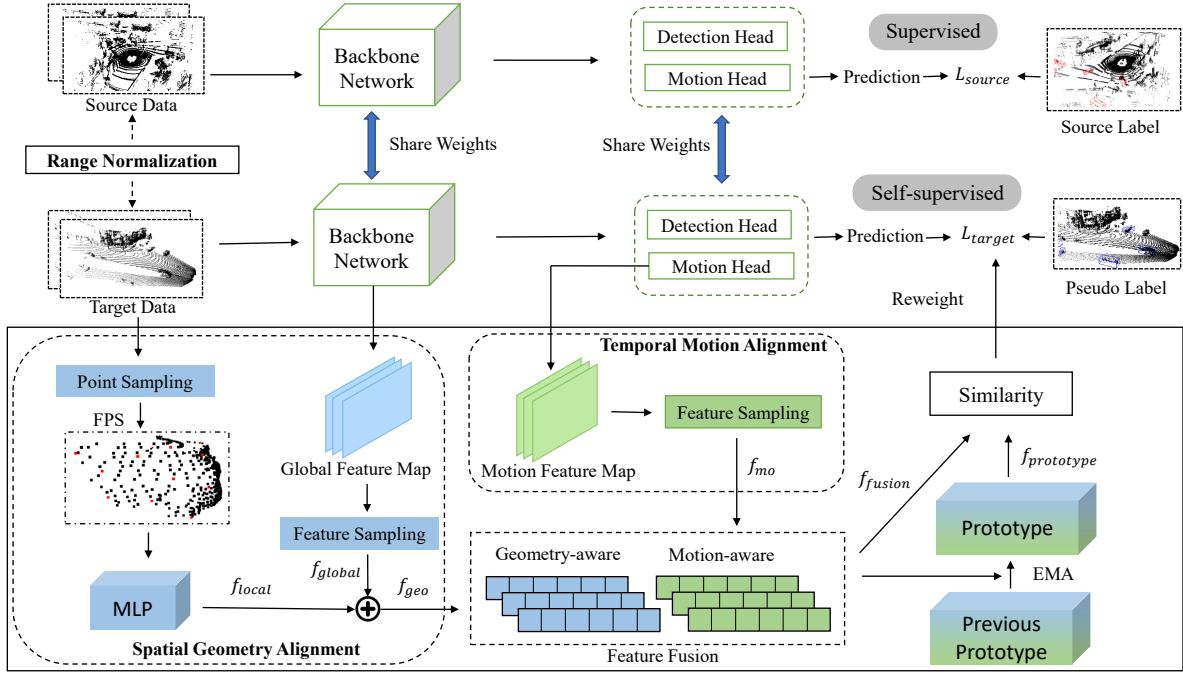 Source Data
Backbone
Network
Detection Head
Motion Head
Supervised
Prediction
L_source
Source Label
Range Normalization
Share Weights
Share Weights
Target Data
Backbone
Network
Detection Head
Motion Head
Self-supervised
Prediction
L_target
Pseudo Label
Reweight
Point Sampling
FPS
MLP
f_local
Global Feature Map
Feature Sampling
f_global
f_geo
Spatial Geometry Alignment
Temporal Motion Alignment
Motion Feature Map
Feature Sampling
f_mo
Geometry-aware
Motion-aware
Feature Fusion
Similarity
f_fusion
f_prototype
Prototype
EMA
Previous
Prototype